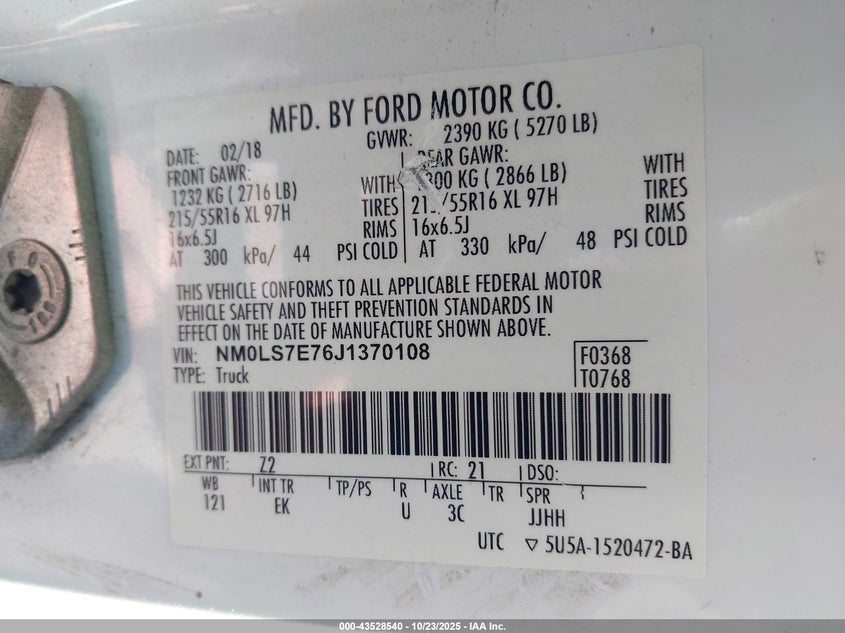 MFD. BY FORD MOTOR CO.
DATE: 02/18 GVWR: 2390 KG ( 5270 LB)
FRONT GAWR: REAR GAWR:
1232 KG ( 2716 LB) WITH 300 KG ( 2866 LB) WITH
215/55R16 XL 97H TIRES /55R16 XL 97H TIRES
16x6.5J RIMS 16x6.5J RIMS
AT 300 kPa/ 44 PSI COLD AT 330 kPa/ 48 PSI COLD
THIS VEHICLE CONFORMS TO ALL APPLICABLE FEDERAL MOTOR
VEHICLE SAFETY AND THEFT PREVENTION STANDARDS IN
EFFECT ON THE DATE OF MANUFACTURE SHOWN ABOVE.
VIN: NM0LS7E76J1370108 F0368
TYPE: Truck T0768
EXT PNT: Z2 RC: 21 DSO:
WB INT TR TP/PS R AXLE TR SPR
121 EK U 3C JJHH
UTC ▽ 5U5A-1520472-BA
000-43528540 - 10/23/2025 - IAA Inc.